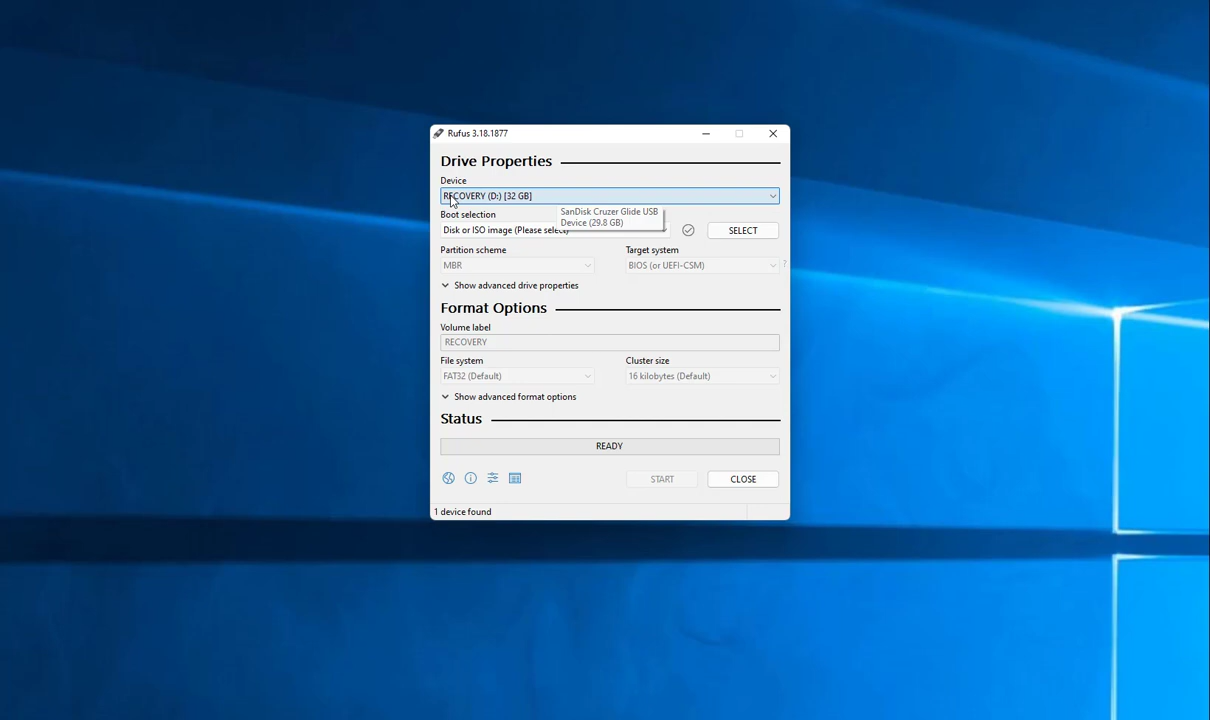 Rufus 3.18.1877
Drive Properties
Device
RECOVERY (D:) [32 GB]
SanDisk Cruzer Glide USB
Device (29.8 GB)
Boot selection
Disk or ISO image (Please select)
SELECT
Partition scheme
Target system
MBR
BIOS (or UEFI-CSM)
?
Show advanced drive properties
Format Options
Volume label
RECOVERY
File system
Cluster size
FAT32 (Default)
16 kilobytes (Default)
Show advanced format options
Status
READY
START
CLOSE
1 device found